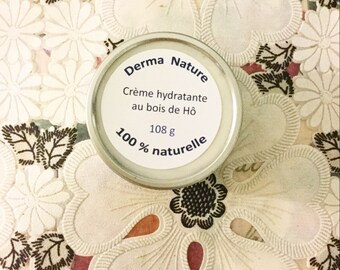 Derma Nature
Crème hydratante
au bois de Hô
108 g
100 % naturelle